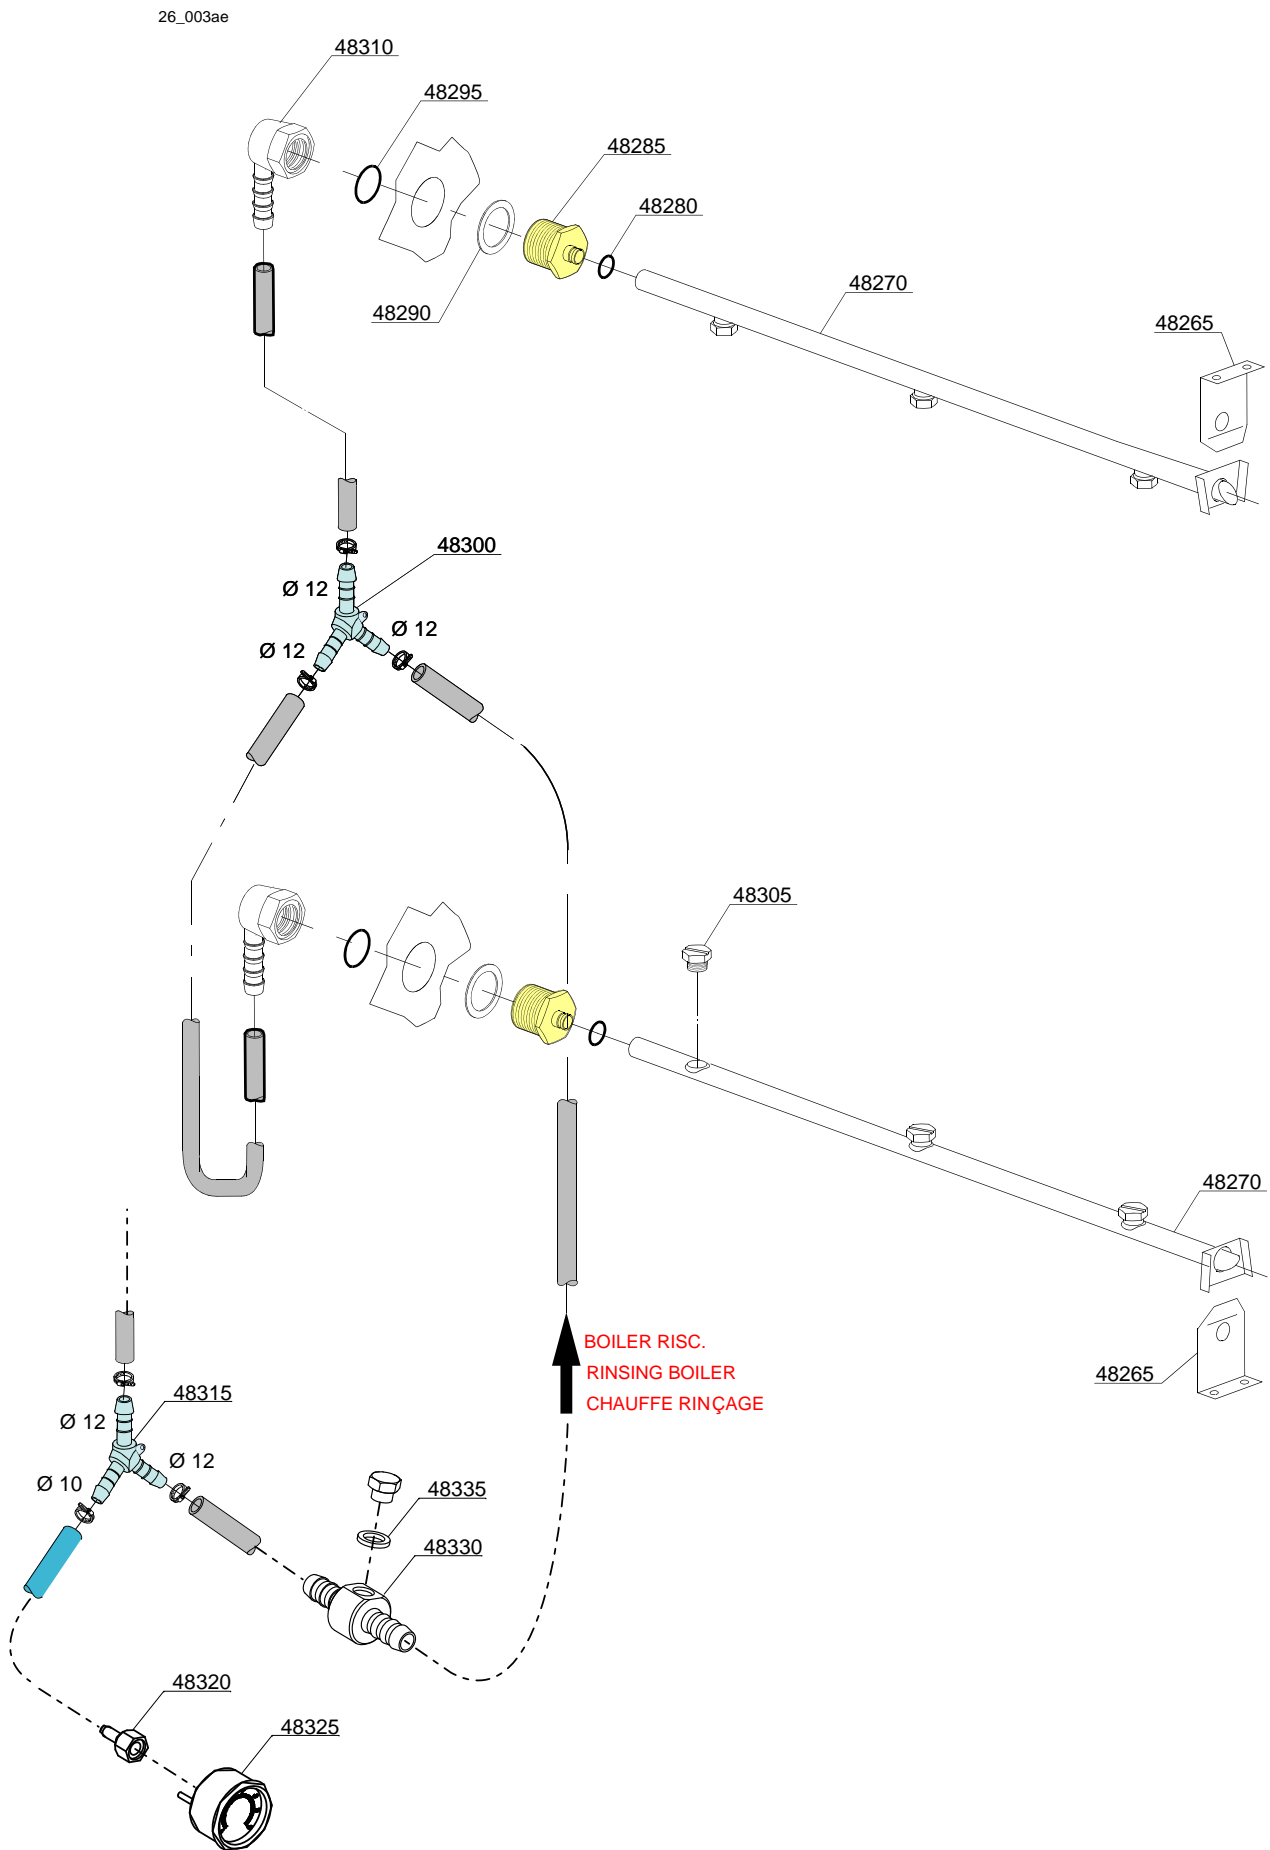 26_003ae
48310
48295
48285
48280
48290
48270
48265
48300
Ø 12
Ø 12
Ø 12
48305
48270
BOILER RISC.
RINSING BOILER
CHAUFFE RINÇAGE
48265
48315
Ø 12
Ø 12
Ø 10
48335
48330
48320
48325